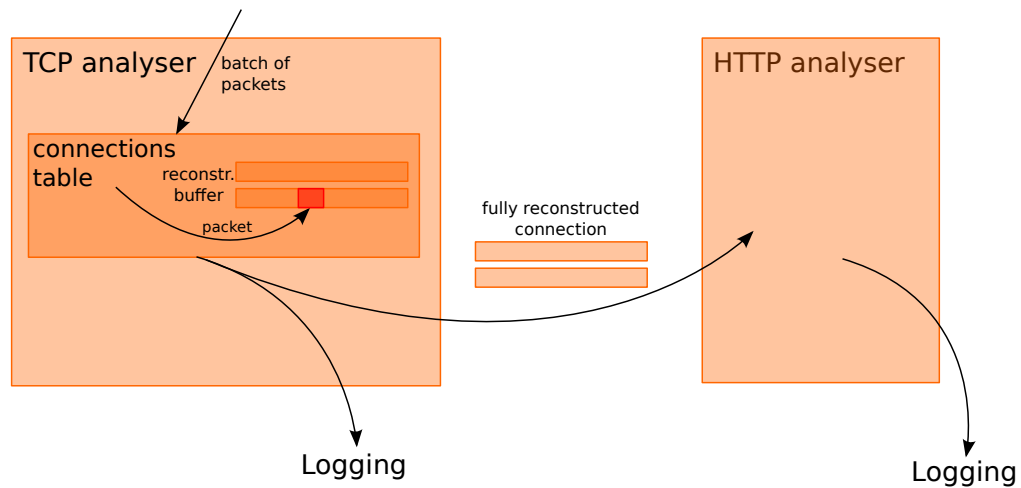 TCP analyser
batch of
packets
connections
table
reconstr.
buffer
packet
fully reconstructed
connection
HTTP analyser
Logging
Logging